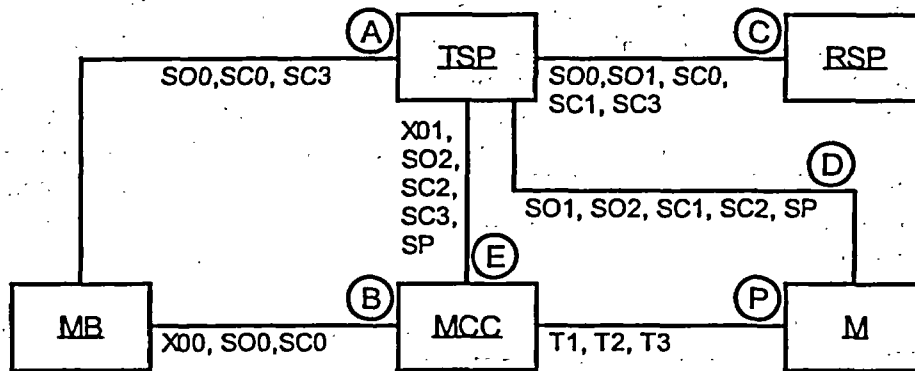 A
C
TSP
RSP
SO0,SC0, SC3
SO0,SO1, SC0,
SC1, SC3
X01,
SO2,
SC2,
SC3,
SP
D
SO1, SO2, SC1, SC2, SP
E
B
P
MB
MCC
M
X00, SO0,SC0
T1, T2, T3